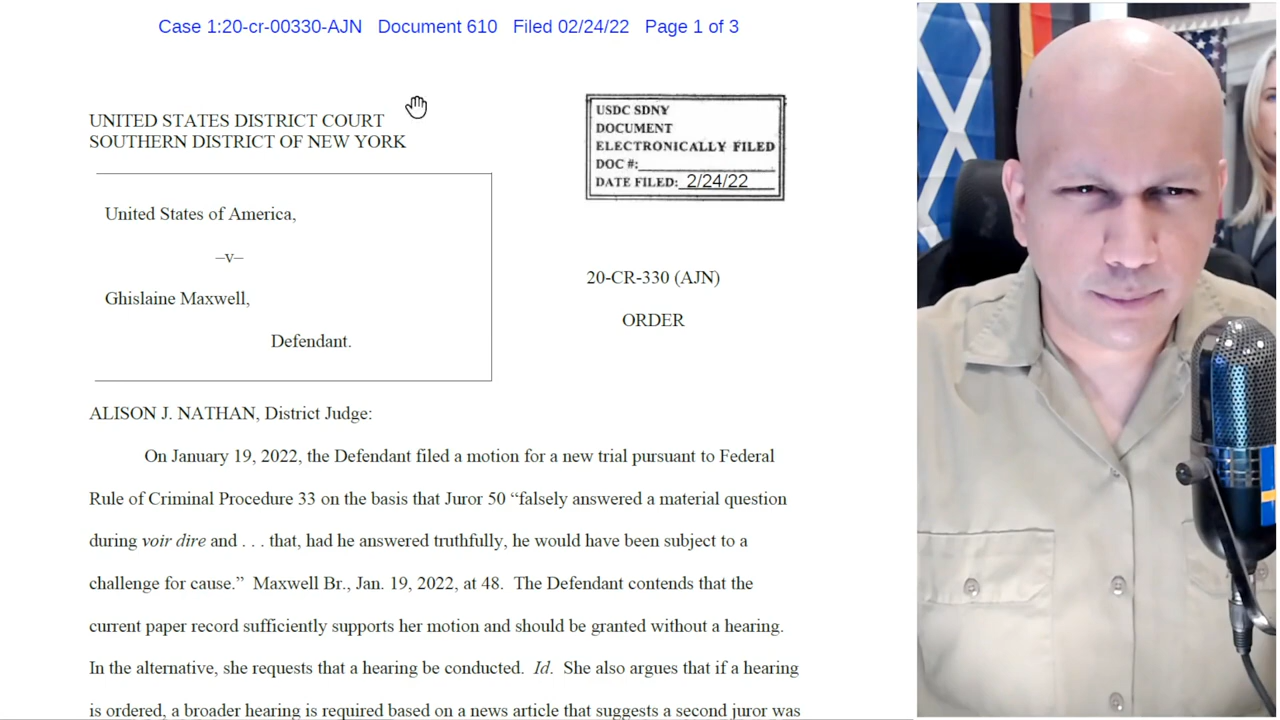 Case 1:20-cr-00330-AJN Document 610 Filed 02/24/22 Page 1 of 3
UNITED STATES DISTRICT COURT
SOUTHERN DISTRICT OF NEW YORK
USDC SDNY
DOCUMENT
ELECTRONICALLY FILED
DOC #:
DATE FILED: 2/24/22
United States of America,
–v–
Ghislaine Maxwell,
Defendant.
20-CR-330 (AJN)
ORDER
ALISON J. NATHAN, District Judge:
On January 19, 2022, the Defendant filed a motion for a new trial pursuant to Federal
Rule of Criminal Procedure 33 on the basis that Juror 50 “falsely answered a material question
during voir dire and . . . that, had he answered truthfully, he would have been subject to a
challenge for cause.” Maxwell Br., Jan. 19, 2022, at 48. The Defendant contends that the
current paper record sufficiently supports her motion and should be granted without a hearing.
In the alternative, she requests that a hearing be conducted. Id. She also argues that if a hearing
is ordered, a broader hearing is required based on a news article that suggests a second juror was